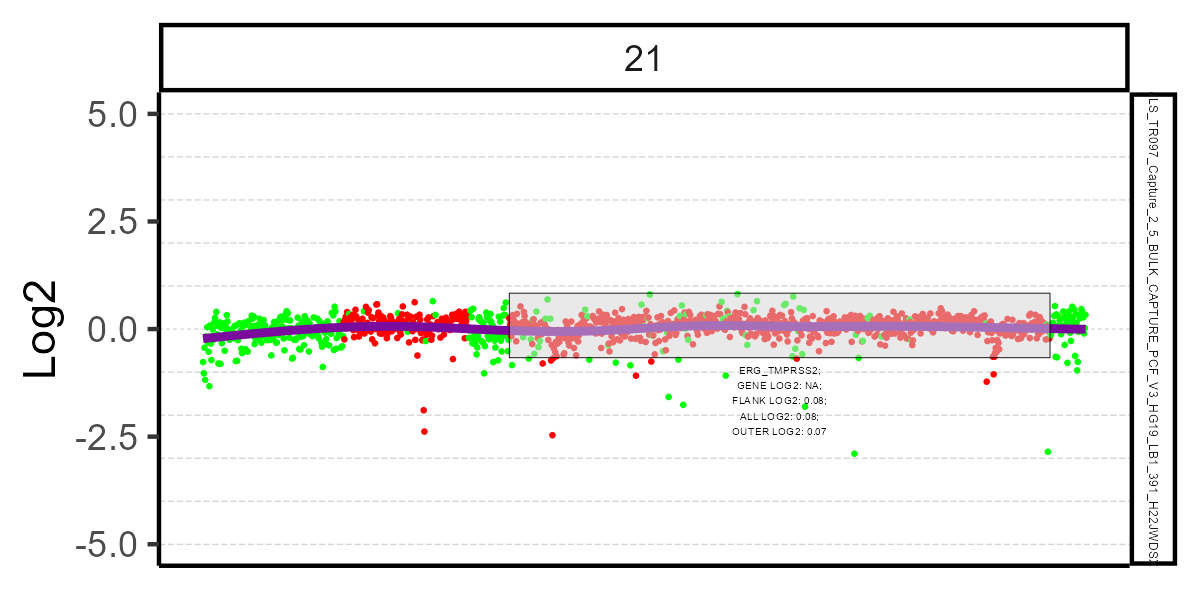 21
5.0
2.5
0.0
-2.5
-5.0
Log2
ERG_TMPRSS2;
GENE LOG2: NA;
FLANK LOG2: 0.08;
ALL LOG2: 0.08;
OUTER LOG2: 0.07
LS_TR097_Capture_2_5_BULK_CAPTURE_PCF_V3_HG19_LB1_391_H22JWDS